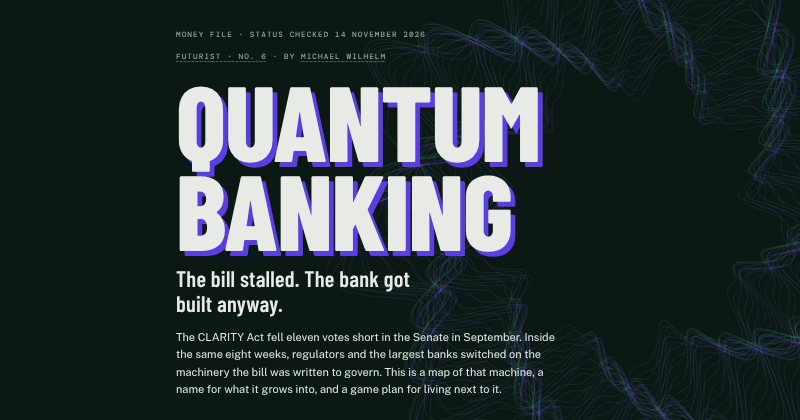 MONEY FILE · STATUS CHECKED 14 NOVEMBER 2026
FUTURIST · NO. 6 · BY MICHAEL WILHELM
QUANTUM
BANKING
The bill stalled. The bank got
built anyway.
The CLARITY Act fell eleven votes short in the Senate in September. Inside
the same eight weeks, regulators and the largest banks switched on the
machinery the bill was written to govern. This is a map of that machine, a
name for what it grows into, and a game plan for living next to it.